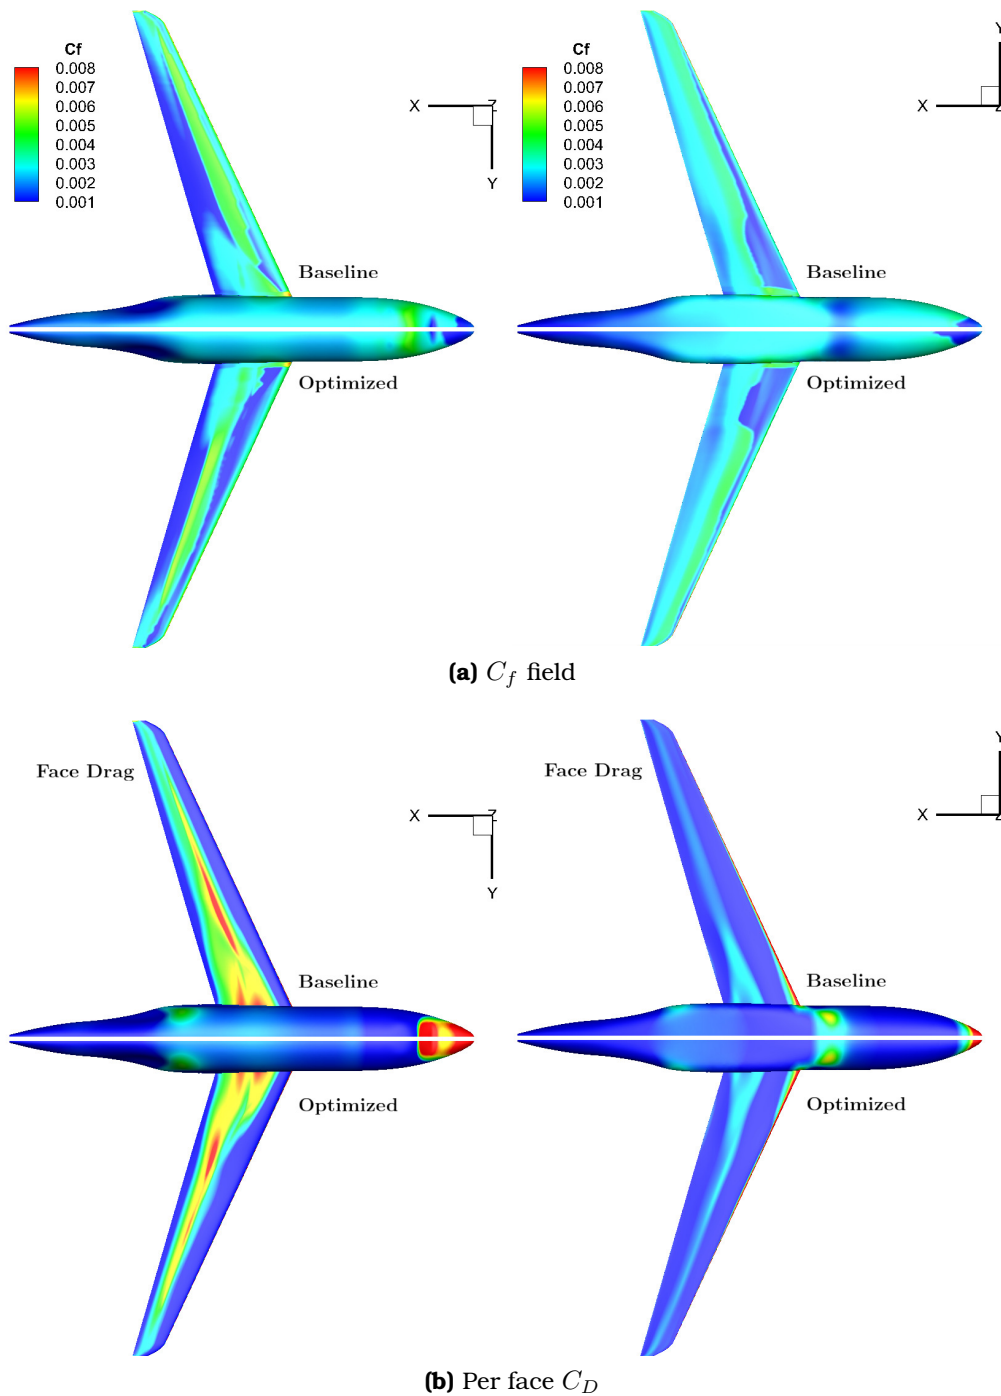 Cf
0.008
0.007
0.006
0.005
0.004
0.003
0.002
0.001
X
Z
Y
Baseline
Optimized
Cf
0.008
0.007
0.006
0.005
0.004
0.003
0.002
0.001
Y
X
Z
Baseline
Optimized
(a) Cf field
Face Drag
X
Z
Y
Baseline
Optimized
Face Drag
Y
X
Z
Baseline
Optimized
(b) Per face CD